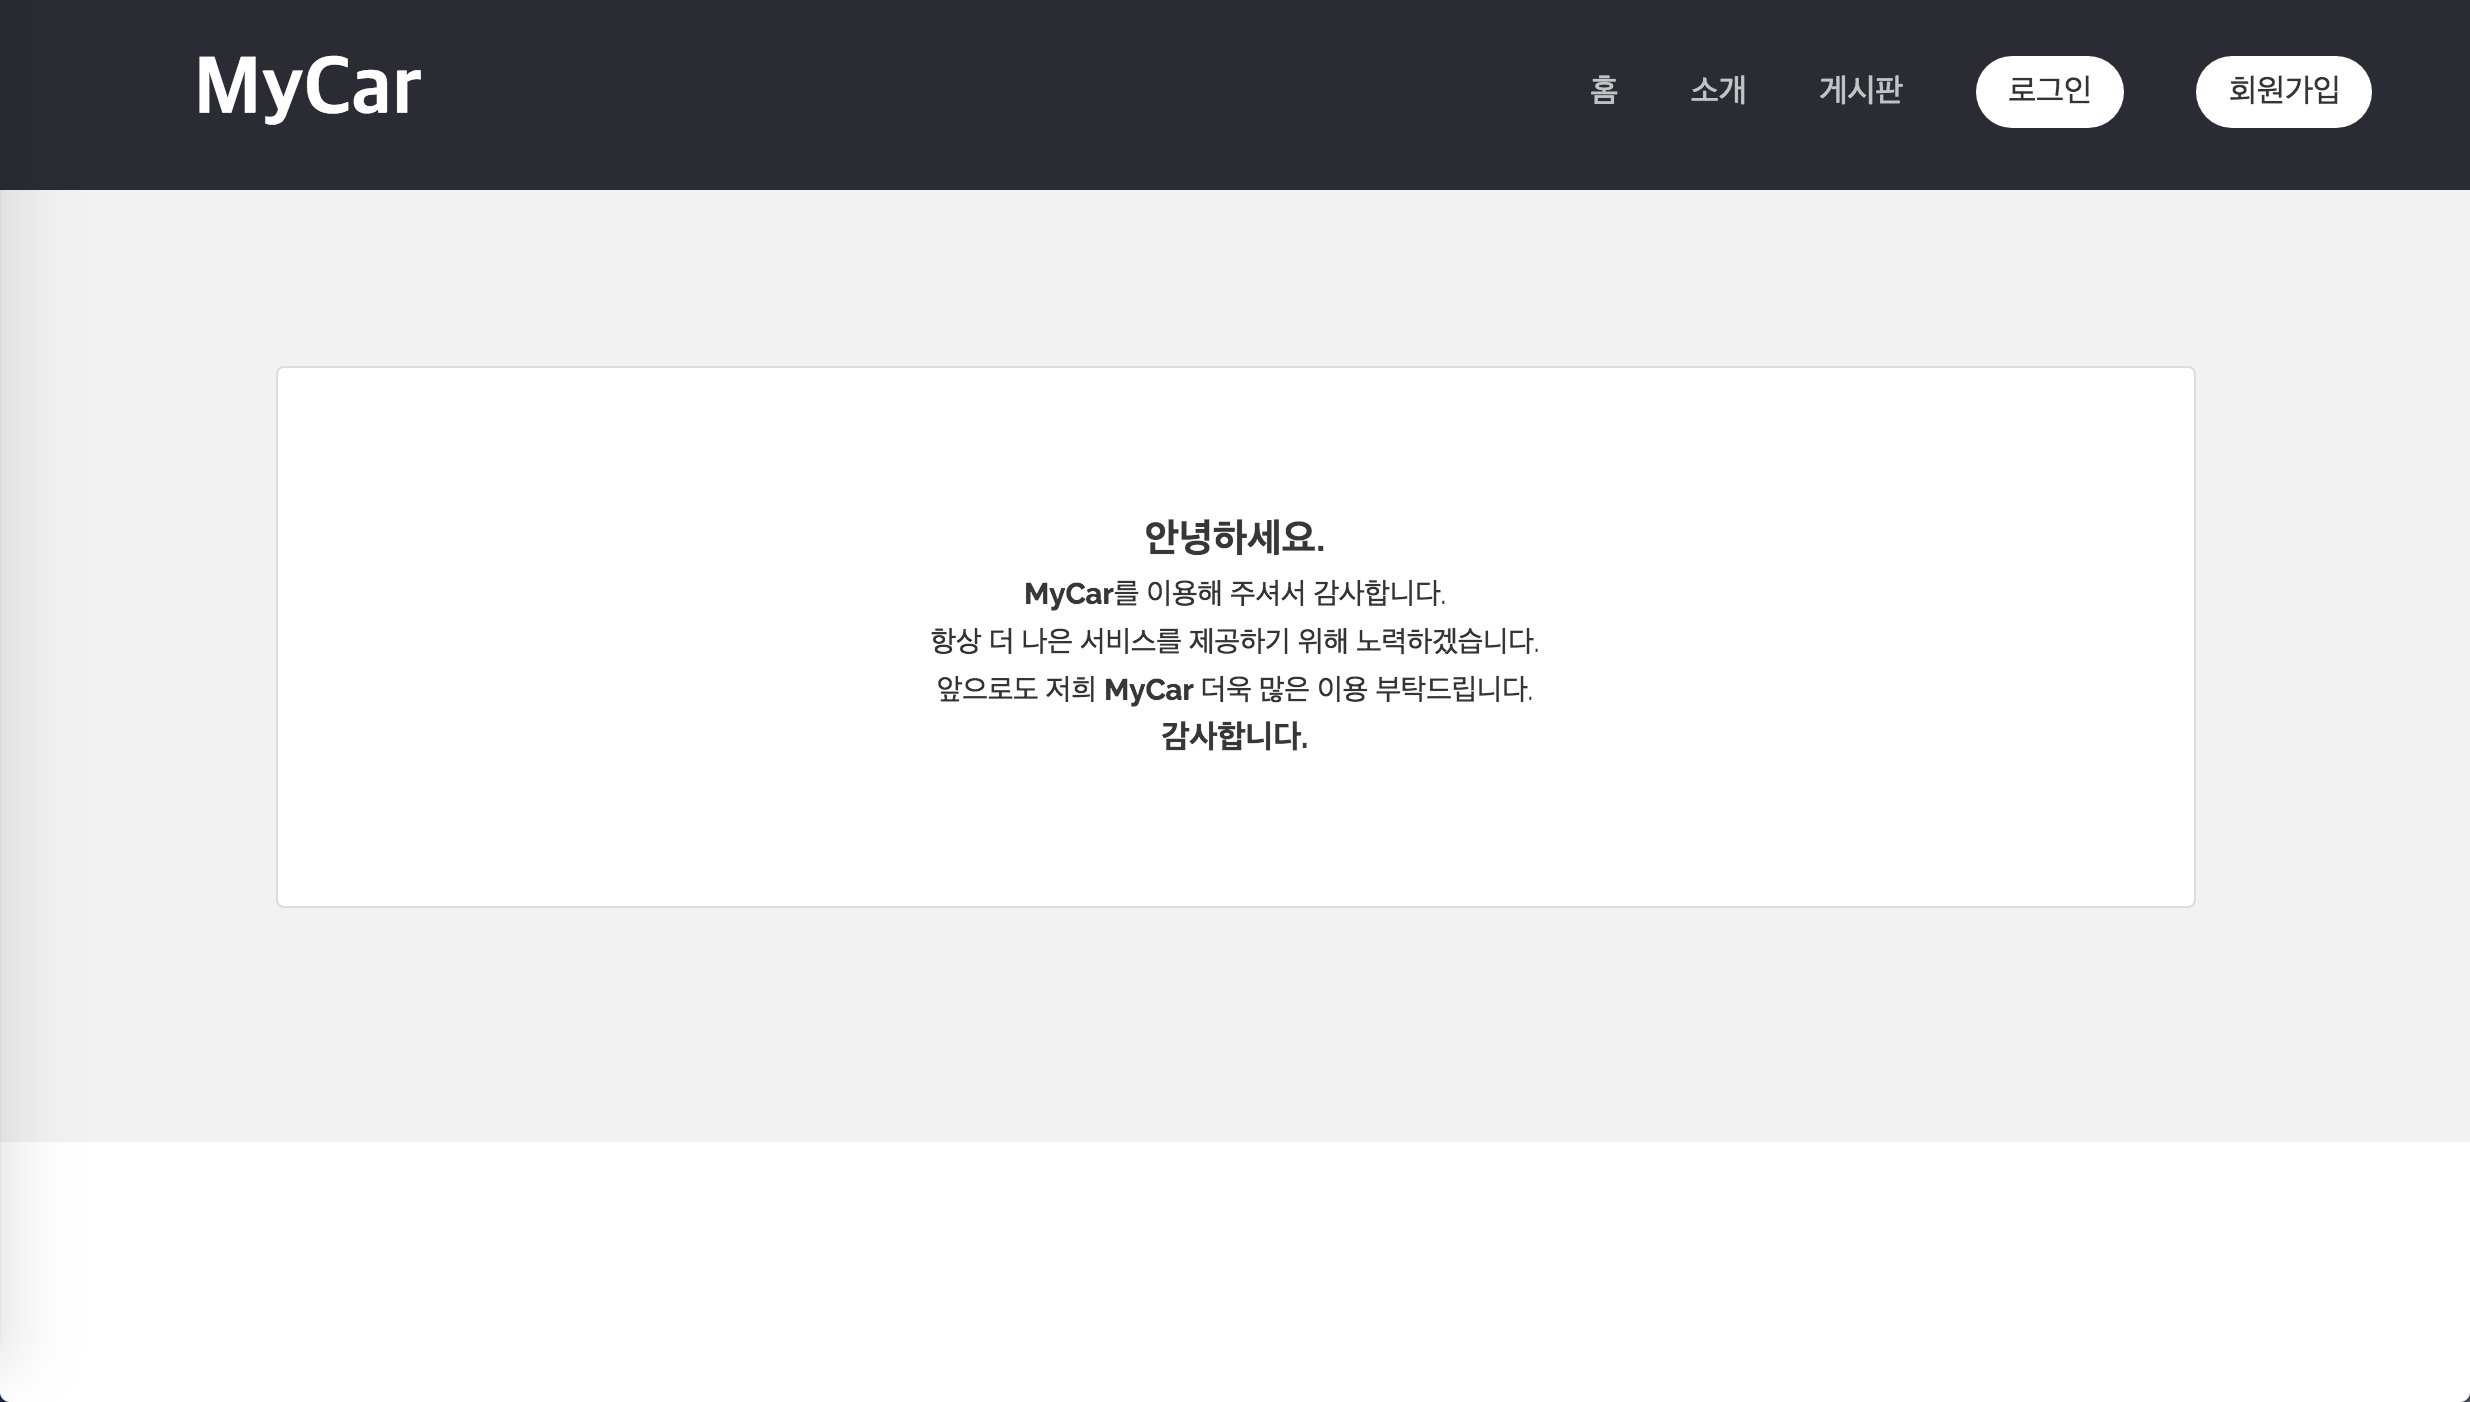 MyCar
홈 소개 게시판 로그인 회원가입
안녕하세요.
MyCar를 이용해 주셔서 감사합니다.
항상 더 나은 서비스를 제공하기 위해 노력하겠습니다.
앞으로도 저희 MyCar 더욱 많은 이용 부탁드립니다.
감사합니다.